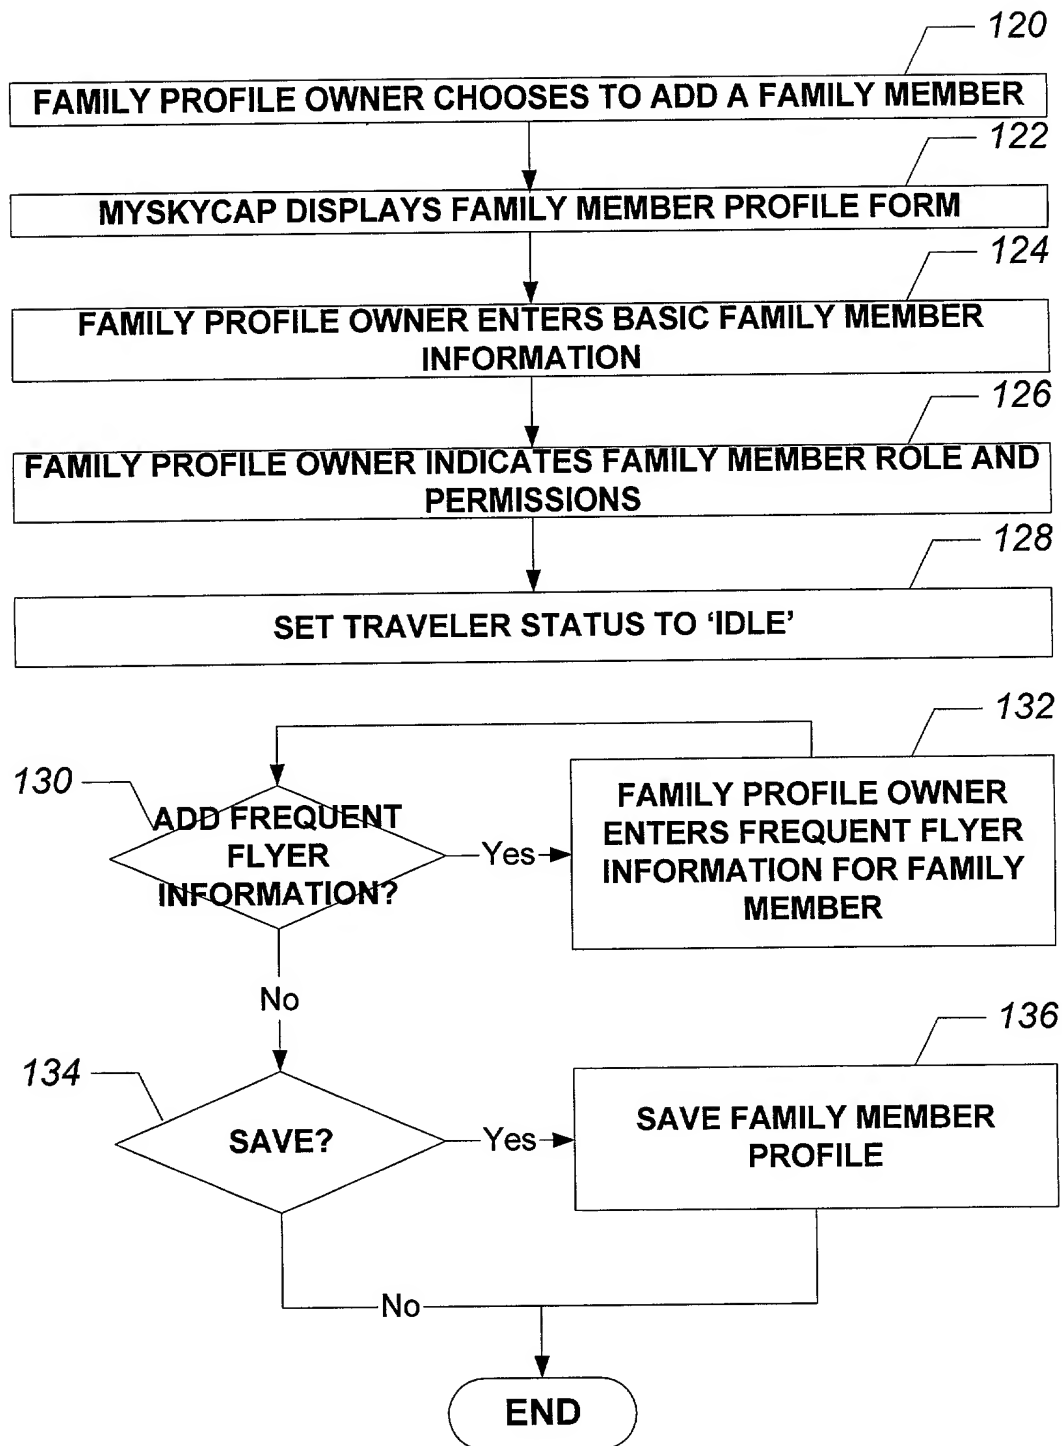 120
FAMILY PROFILE OWNER CHOOSES TO ADD A FAMILY MEMBER
122
MYSKYCAP DISPLAYS FAMILY MEMBER PROFILE FORM
124
FAMILY PROFILE OWNER ENTERS BASIC FAMILY MEMBER
INFORMATION
126
FAMILY PROFILE OWNER INDICATES FAMILY MEMBER ROLE AND
PERMISSIONS
128
SET TRAVELER STATUS TO ‘IDLE’
130
ADD FREQUENT
FLYER
INFORMATION?
Yes
132
FAMILY PROFILE OWNER
ENTERS FREQUENT FLYER
INFORMATION FOR FAMILY
MEMBER
No
134
SAVE?
Yes
136
SAVE FAMILY MEMBER
PROFILE
No
END